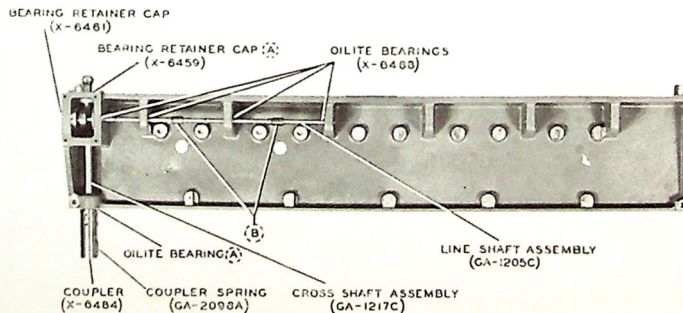 BEARING RETAINER CAP
(X-6461)
BEARING RETAINER CAP (A)
(X-6459)
OILITE BEARINGS
(X-6488)
(B)
OILITE BEARING (A)
LINE SHAFT ASSEMBLY
(GA-1205C)
COUPLER
(X-6484)
COUPLER SPRING
(GA-2098A)
CROSS SHAFT ASSEMBLY
(GA-1217C)